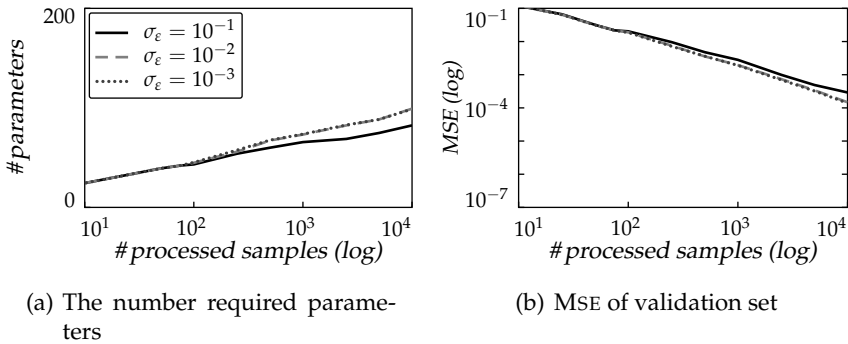 200
#parameters
0
σε = 10⁻¹
σε = 10⁻²
σε = 10⁻³
10¹
10²
10³
10⁴
#processed samples (log)
(a) The number required parame-
ters
10⁻¹
MSE (log)
10⁻⁴
10⁻⁷
10¹
10²
10³
10⁴
#processed samples (log)
(b) MSE of validation set